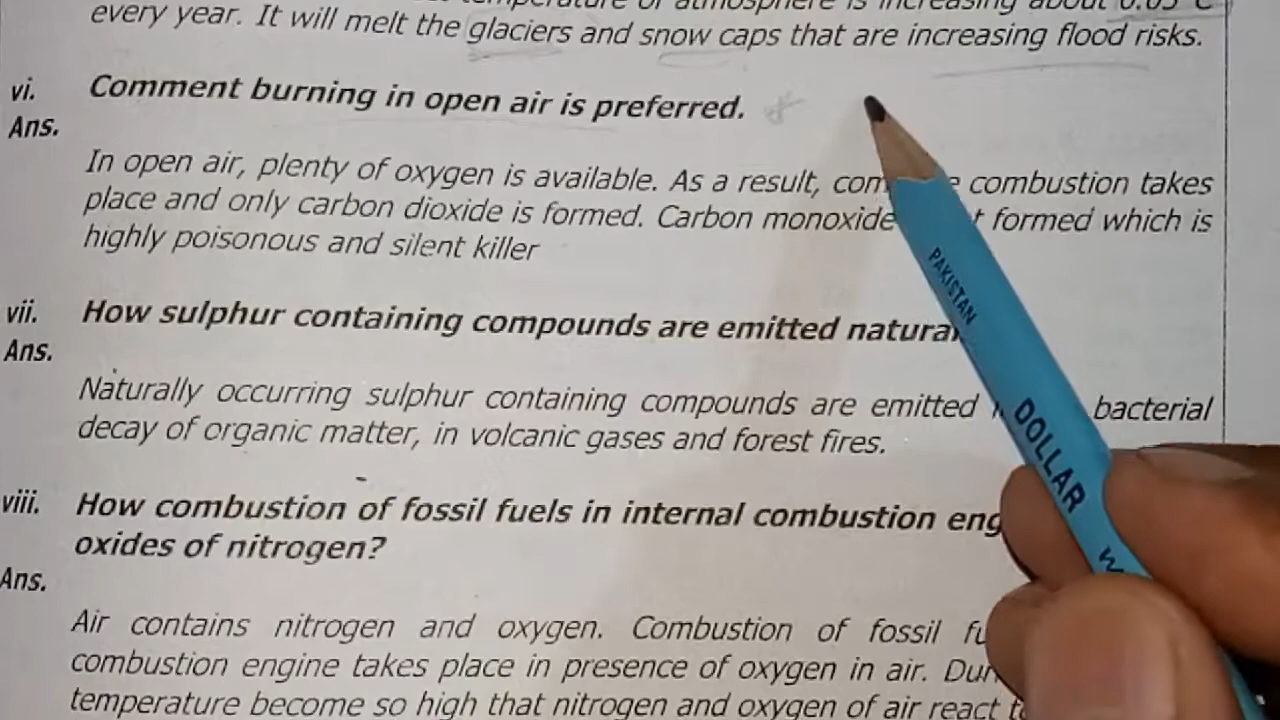 every year. It will melt the glaciers and snow caps that are increasing flood risks.
vi. Comment burning in open air is preferred.
Ans.
In open air, plenty of oxygen is available. As a result, combustion takes
place and only carbon dioxide is formed. Carbon monoxide formed which is
highly poisonous and silent killer
vii. How sulphur containing compounds are emitted
Ans.
Naturally occurring sulphur containing compounds are emitted bacterial
decay of organic matter, in volcanic gases and forest fires.
viii. How combustion of fossil fuels in internal combustion
oxides of nitrogen?
Ans.
Air contains nitrogen and oxygen. Combustion of fossil
combustion engine takes place in presence of oxygen in air.
temperature become so high that nitrogen and oxygen of air react
PAKISTAN
DOLLAR